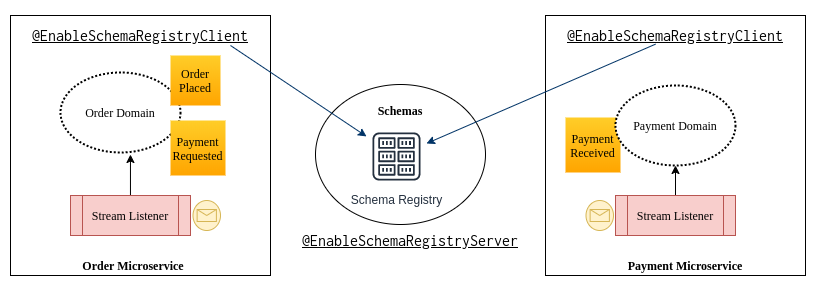 @EnableSchemaRegistryClient
Order
Placed
Order Domain
Payment
Requested
Stream Listener
Order Microservice
Schemas
Schema Registry
@EnableSchemaRegistryServer
@EnableSchemaRegistryClient
Payment
Received
Payment Domain
Stream Listener
Payment Microservice